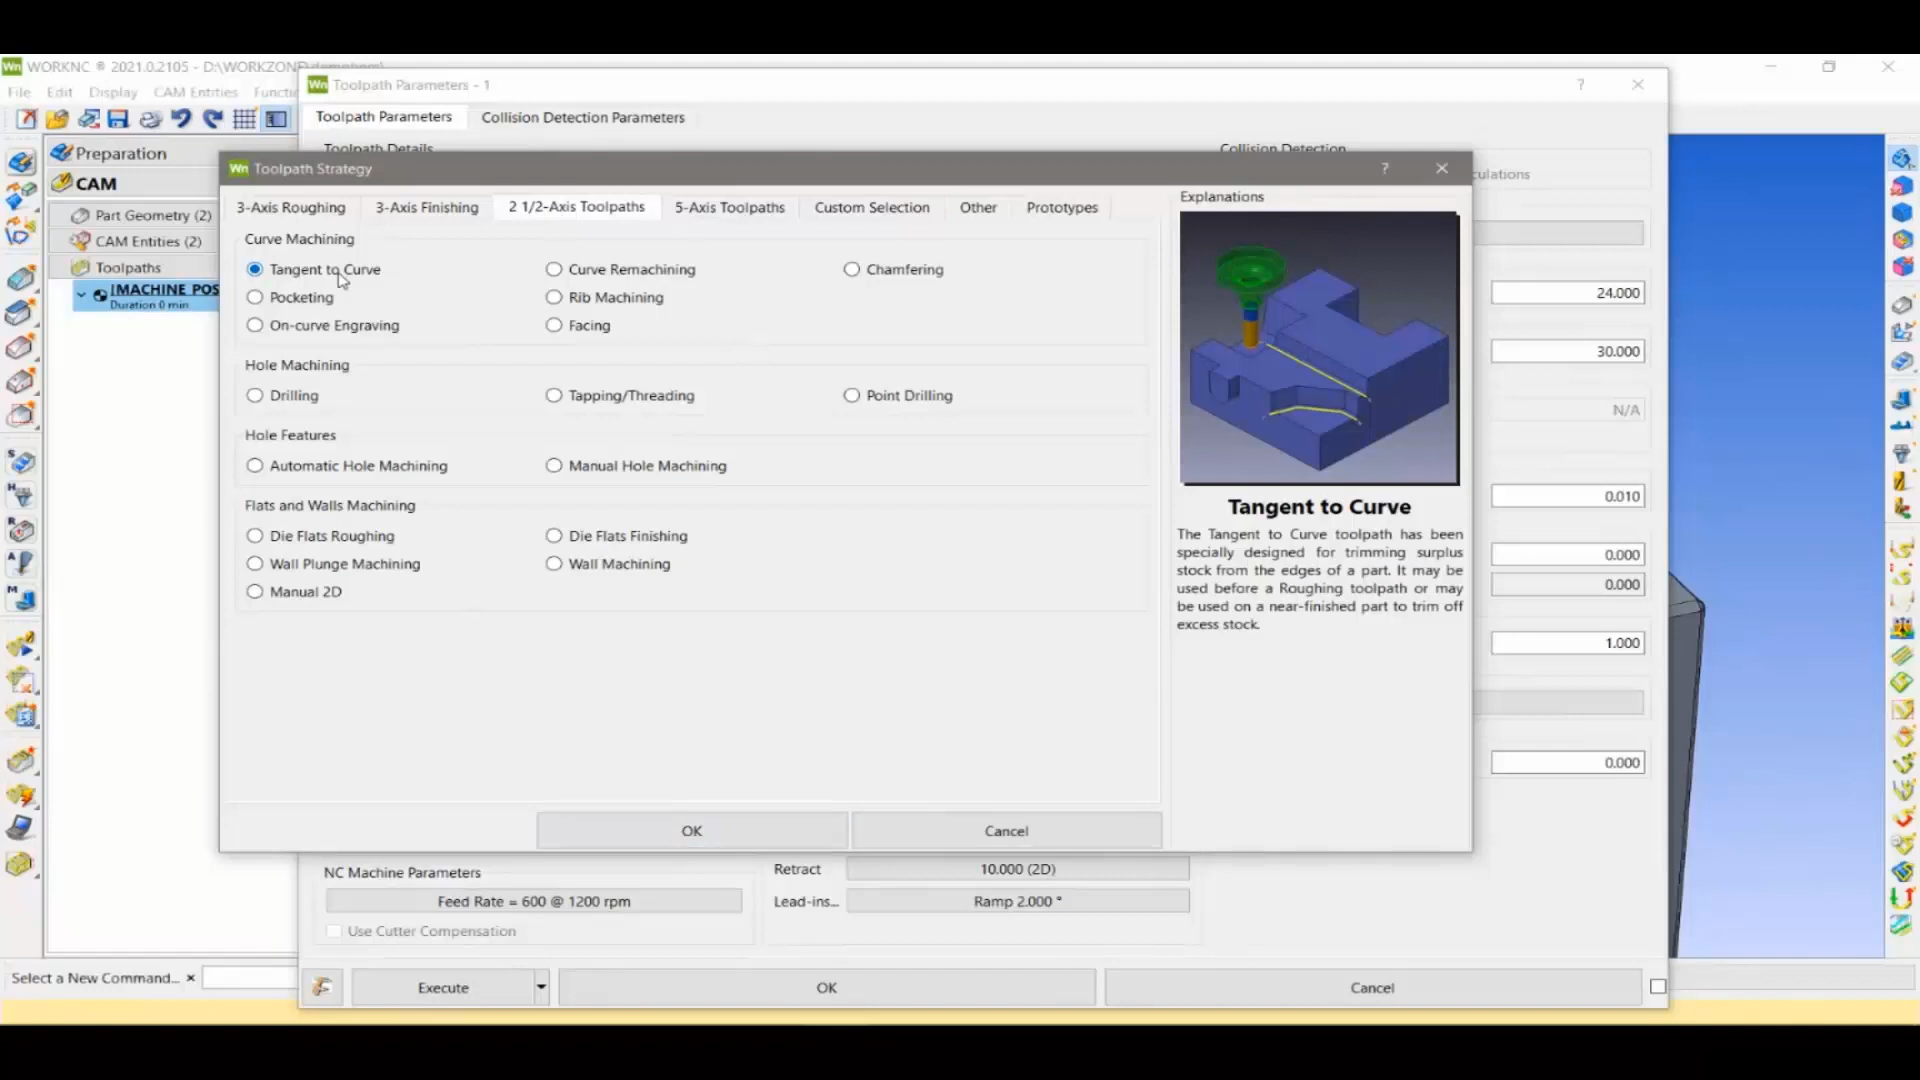 WORKNC ® 2021.0.2105 - D:\WORKZONE\
File Edit Display CAM Entities
Toolpath Parameters - 1
Toolpath Parameters Collision Detection Parameters
Toolpath Details
Collision Detection
Preparation
CAM
Part Geometry (2)
CAM Entities (2)
Toolpaths
[MACHINE POS
Duration 0 min
Toolpath Strategy
3-Axis Roughing 3-Axis Finishing 2 1/2-Axis Toolpaths 5-Axis Toolpaths Custom Selection Other Prototypes
Curve Machining
Tangent to Curve Curve Remachining Chamfering
Pocketing Rib Machining
On-curve Engraving Facing
Hole Machining
Drilling Tapping/Threading Point Drilling
Hole Features
Automatic Hole Machining Manual Hole Machining
Flats and Walls Machining
Die Flats Roughing Die Flats Finishing
Wall Plunge Machining Wall Machining
Manual 2D
OK Cancel
Explanations
Tangent to Curve
The Tangent to Curve toolpath has been
specially designed for trimming surplus
stock from the edges of a part. It may be
used before a Roughing toolpath or may
be used on a near-finished part to trim off
excess stock.
culations
24.000
30.000
N/A
0.010
0.000
0.000
1.000
0.000
NC Machine Parameters
Feed Rate = 600 @ 1200 rpm
Use Cutter Compensation
Retract 10.000 (2D)
Lead-ins... Ramp 2.000 °
Select a New Command...
Execute OK Cancel